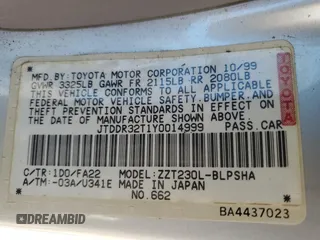 MFD.BY:TOYOTA MOTOR CORPORATION 10/99
GVWR 3325LB GAWR FR 2115LB RR 2080LB
THIS VEHICLE CONFORMS TO ALL APPLICABLE
FEDERAL MOTOR VEHICLE SAFETY,BUMPER,AND
THEFT PREVENTION STANDARDS IN EFFECT ON
THE DATE OF MANUFACTURE SHOWN ABOVE.
JTDDR32T1Y0014999 PASS.CAR
TOYOTA
C/TR:1D0/FA22 MODEL:ZZT230L-BLPSHA
A/TM:-03A/U341E MADE IN JAPAN
NO.662
BA4437023
DREAMBID